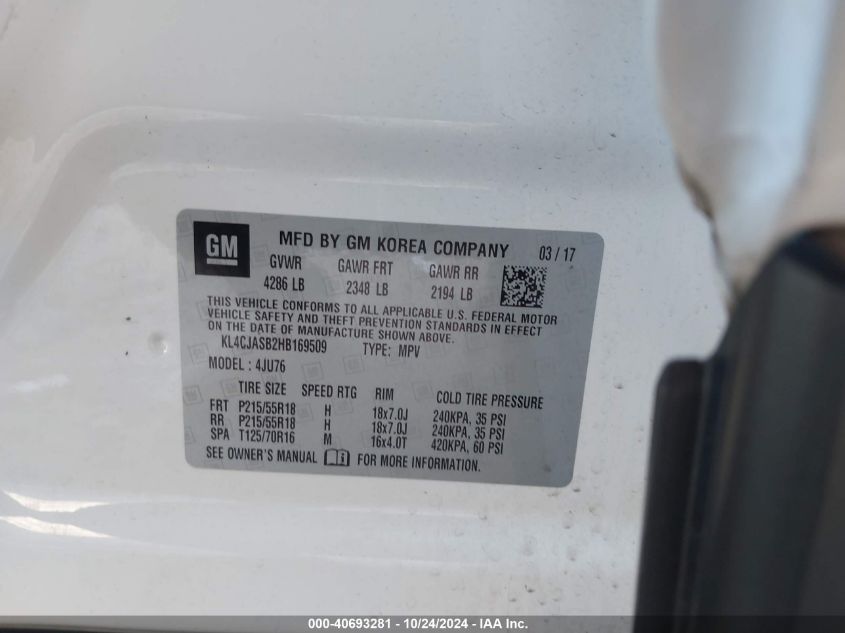 GM MFD BY GM KOREA COMPANY 03 / 17
GVWR GAWR FRT GAWR RR
4286 LB 2348 LB 2194 LB
THIS VEHICLE CONFORMS TO ALL APPLICABLE U.S. FEDERAL MOTOR
VEHICLE SAFETY AND THEFT PREVENTION STANDARDS IN EFFECT
ON THE DATE OF MANUFACTURE SHOWN ABOVE.
KL4CJASB2HB169509 TYPE: MPV
MODEL : 4JU76
TIRE SIZE SPEED RTG RIM COLD TIRE PRESSURE
FRT P215/55R18 H 18x7.0J 240KPA, 35 PSI
RR P215/55R18 H 18x7.0J 240KPA, 35 PSI
SPA T125/70R16 M 16x4.0T 420KPA, 60 PSI
SEE OWNER'S MANUAL FOR MORE INFORMATION.
000-40693281 - 10/24/2024 - IAA Inc.